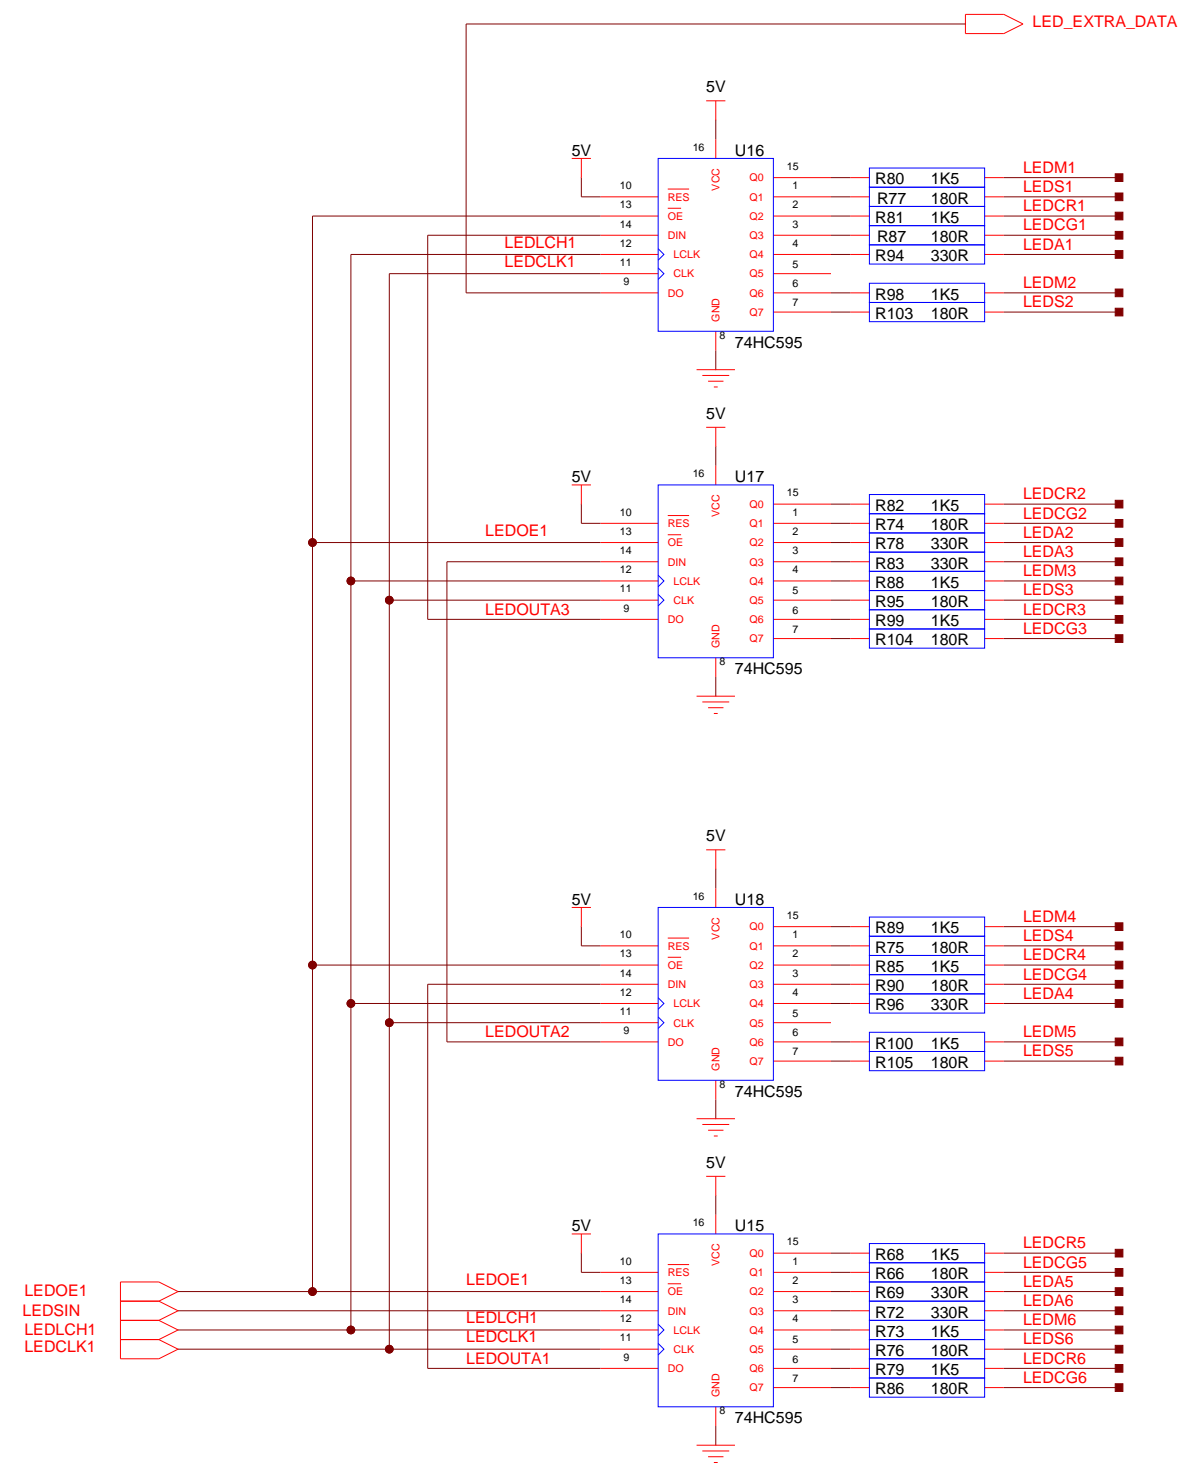 LED_EXTRA_DATA
5V
16 U16
5V
VCC
10 RES Q0 15 R80 1K5 LEDM1
13 OE Q1 1 R77 180R LEDS1
14 DIN Q2 2 R81 1K5 LEDCR1
LEDLCH1 12 LCLK Q3 3 R87 180R LEDCG1
LEDCLK1 11 CLK Q4 4 R94 330R LEDA1
9 DO Q5 5
Q6 6 R98 1K5 LEDM2
GND Q7 7 R103 180R LEDS2
8 74HC595
5V
16 U17
5V
VCC
10 RES Q0 15 R82 1K5 LEDCR2
LEDOE1 13 OE Q1 1 R74 180R LEDCG2
14 DIN Q2 2 R78 330R LEDA2
12 LCLK Q3 3 R83 330R LEDA3
11 CLK Q4 4 R88 1K5 LEDM3
LEDOUTA3 9 DO Q5 5 R95 180R LEDS3
Q6 6 R99 1K5 LEDCR3
GND Q7 7 R104 180R LEDCG3
8 74HC595
5V
16 U18
5V
VCC
10 RES Q0 15 R89 1K5 LEDM4
13 OE Q1 1 R75 180R LEDS4
14 DIN Q2 2 R85 1K5 LEDCR4
12 LCLK Q3 3 R90 180R LEDCG4
11 CLK Q4 4 R96 330R LEDA4
LEDOUTA2 9 DO Q5 5
Q6 6 R100 1K5 LEDM5
GND Q7 7 R105 180R LEDS5
8 74HC595
5V
16 U15
5V
VCC
10 RES Q0 15 R68 1K5 LEDCR5
LEDOE1 LEDOE1 13 OE Q1 1 R66 180R LEDCG5
LEDSIN 14 DIN Q2 2 R69 330R LEDA5
LEDLCH1 LEDLCH1 12 LCLK Q3 3 R72 330R LEDA6
LEDCLK1 LEDCLK1 11 CLK Q4 4 R73 1K5 LEDM6
LEDOUTA1 9 DO Q5 5 R76 180R LEDS6
Q6 6 R79 1K5 LEDCR6
GND Q7 7 R86 180R LEDCG6
8 74HC595